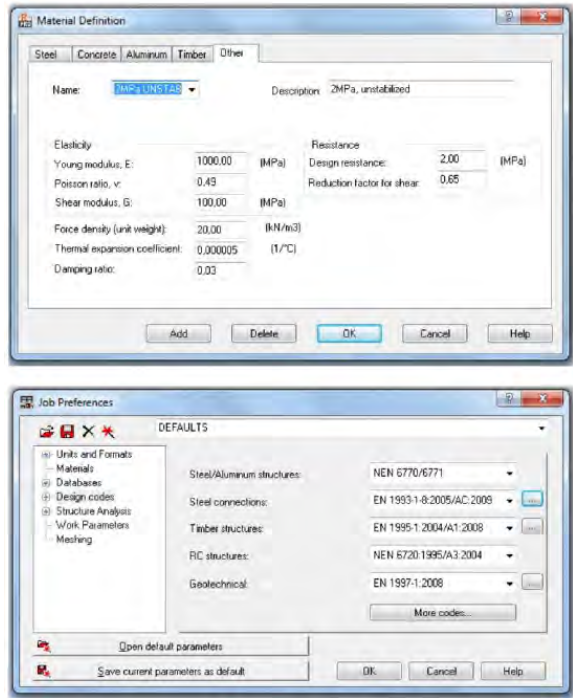 Material Definition
Steel Concrete Aluminum Timber Other
Name: 2MPa UNSTAB Description: 2MPa, unstabilized
Elasticity Resistance
Young modulus, E: 1000,00 (MPa) Design resistance: 2,00 (MPa)
Poisson ratio, v: 0,49 Reduction factor for shear: 0,65
Shear modulus, G: 100,00 (MPa)
Force density (unit weight): 20,00 (kN/m3)
Thermal expansion coefficient: 0,000005 (1/°C)
Damping ratio: 0,03
Add Delete OK Cancel Help
Job Preferences
DEFAULTS
Units and Formats
Materials
Databases
Design codes
Structure Analysis
Work Parameters
Meshing
Steel/Aluminum structures: NEN 6770/6771
Steel connections: EN 1993-1-8:2005/AC:2009 ...
Timber structures: EN 1995-1:2004/A1:2008 ...
RC structures: NEN 6720:1995/A3:2004
Geotechnical: EN 1997-1:2008 ...
More codes...
Open default parameters
Save current parameters as default
OK Cancel Help